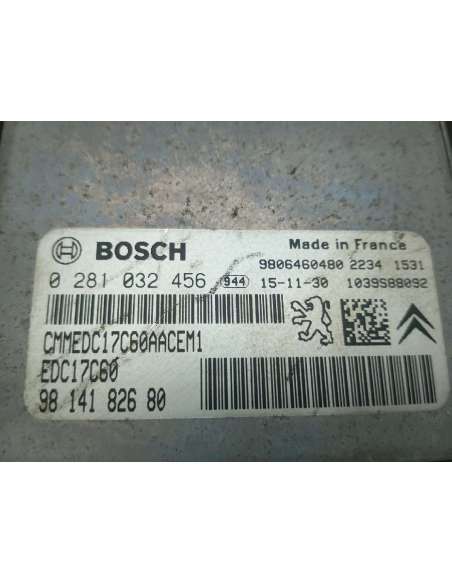 BOSCH
Made in France
9806460480 2234 1531
0 281 032 456 944 15-11-30 1039S88092
CMMEDC17C60AACEM1
EDC17C60
98 141 826 80